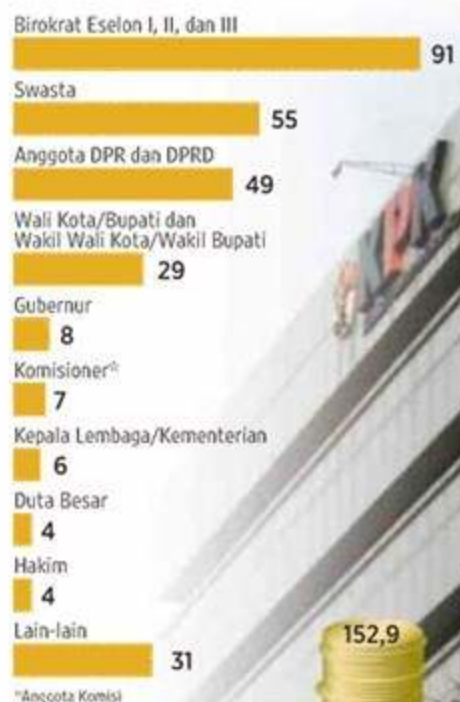 Birokrat Eselon I, II, dan III
91
Swasta
55
Anggota DPR dan DPRD
49
Wali Kota/Bupati dan
Wakil Wali Kota/Wakil Bupati
29
Gubernur
8
Komisioner*
7
Kepala Lembaga/Kementerian
6
Duta Besar
4
Hakim
4
Lain-lain
31
*Anggota Komisi
152,9
KPK